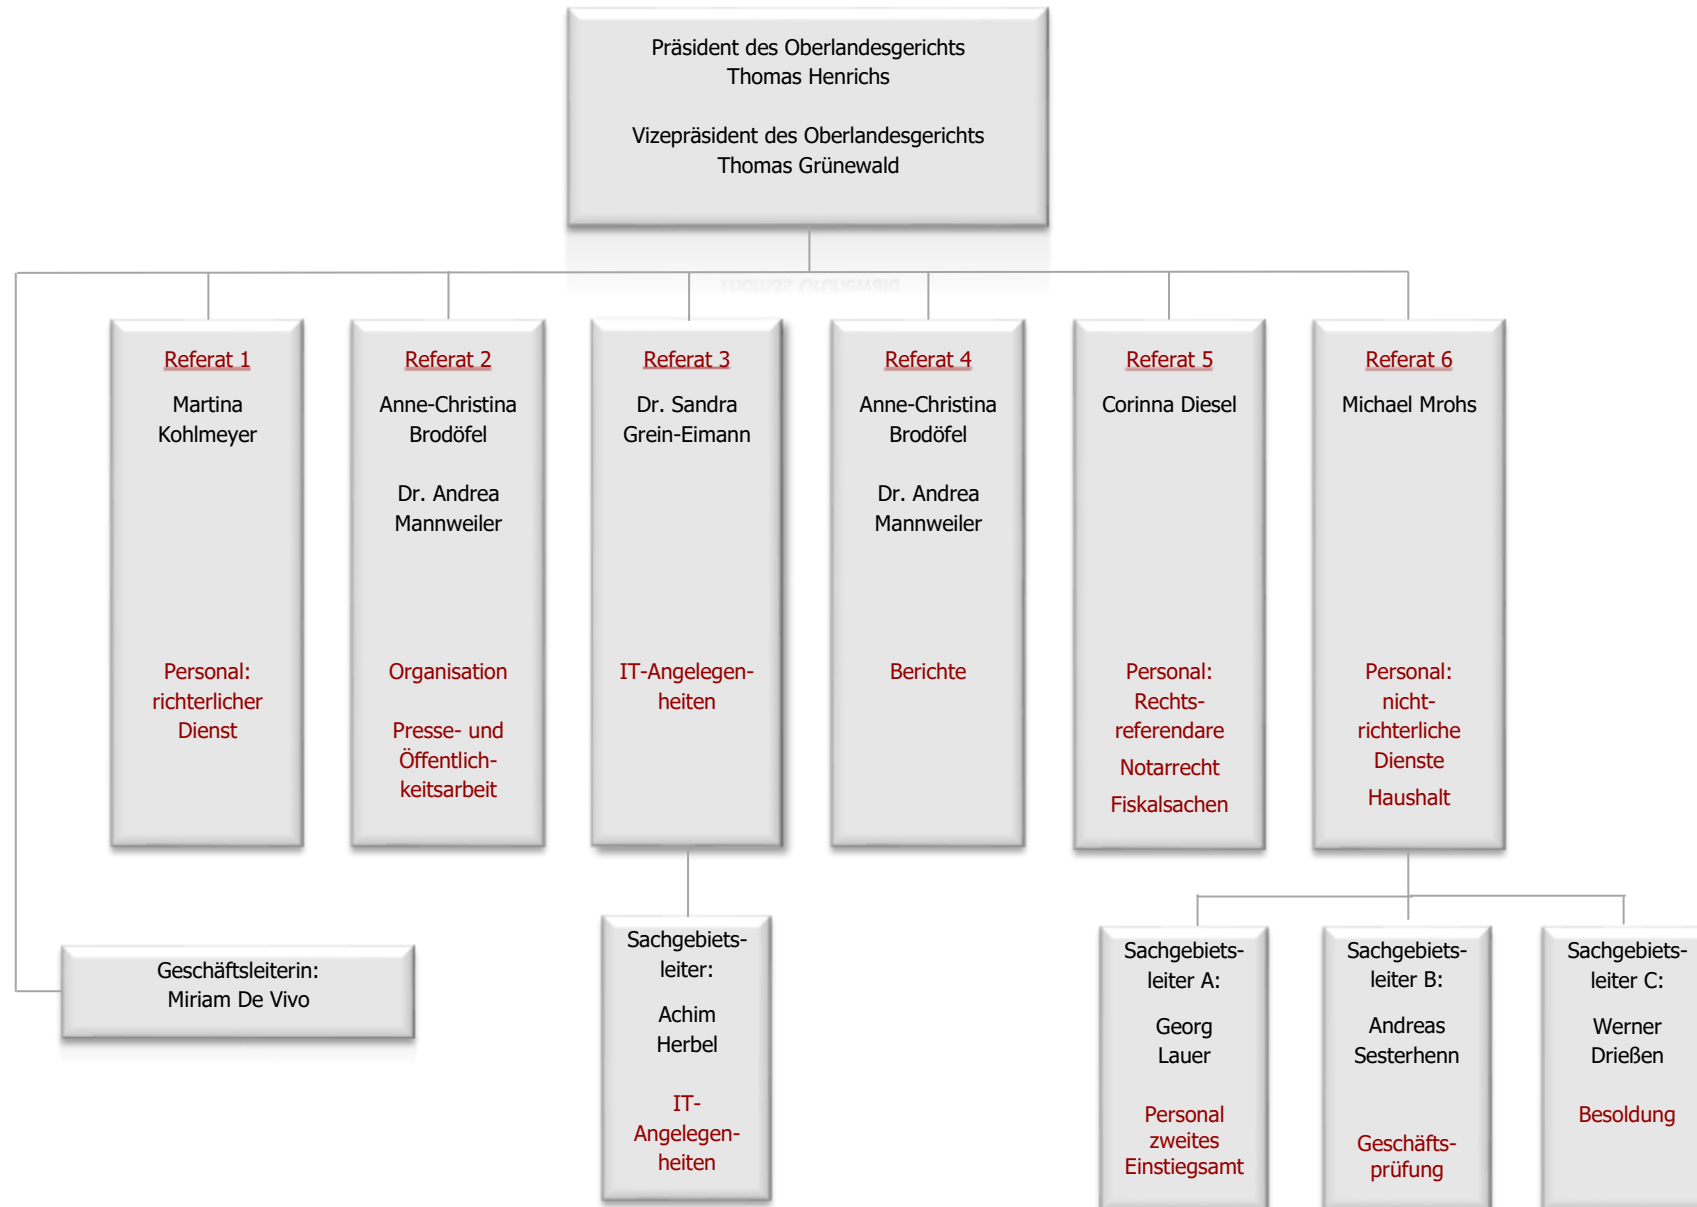 Präsident des Oberlandesgerichts
Thomas Henrichs
Vizepräsident des Oberlandesgerichts
Thomas Grünewald
Referat 1
Martina
Kohlmeyer
Personal:
richterlicher
Dienst
Referat 2
Anne-Christina
Brodöfel
Dr. Andrea
Mannweiler
Organisation
Presse- und
Öffentlich-
keitsarbeit
Referat 3
Dr. Sandra
Grein-Eimann
IT-Angelegen-
heiten
Referat 4
Anne-Christina
Brodöfel
Dr. Andrea
Mannweiler
Berichte
Referat 5
Corinna Diesel
Personal:
Rechts-
referendare
Notarrecht
Fiskalsachen
Referat 6
Michael Mrohs
Personal:
nicht-
richterliche
Dienste
Haushalt
Geschäftsleiterin:
Miriam De Vivo
Sachgebiets-
leiter:
Achim
Herbel
IT-
Angelegen-
heiten
Sachgebiets-
leiter A:
Georg
Lauer
Personal
zweites
Einstiegsamt
Sachgebiets-
leiter B:
Andreas
Sesterhenn
Geschäfts-
prüfung
Sachgebiets-
leiter C:
Werner
Drießen
Besoldung